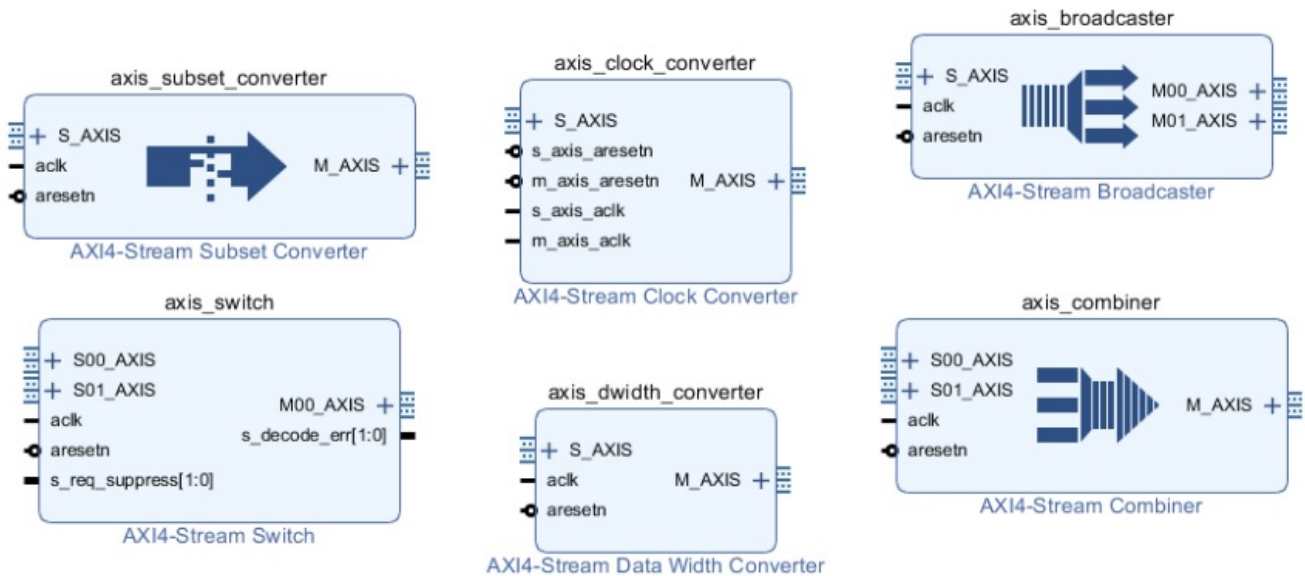 axis_subset_converter
S_AXIS
aclk
aresetn
M_AXIS
AXI4-Stream Subset Converter
axis_clock_converter
S_AXIS
s_axis_aresetn
m_axis_aresetn
s_axis_aclk
m_axis_aclk
M_AXIS
AXI4-Stream Clock Converter
axis_broadcaster
S_AXIS
aclk
aresetn
M00_AXIS
M01_AXIS
AXI4-Stream Broadcaster
axis_switch
S00_AXIS
S01_AXIS
aclk
aresetn
s_req_suppress[1:0]
M00_AXIS
s_decode_err[1:0]
AXI4-Stream Switch
axis_dwidth_converter
S_AXIS
aclk
aresetn
M_AXIS
AXI4-Stream Data Width Converter
axis_combiner
S00_AXIS
S01_AXIS
aclk
aresetn
M_AXIS
AXI4-Stream Combiner